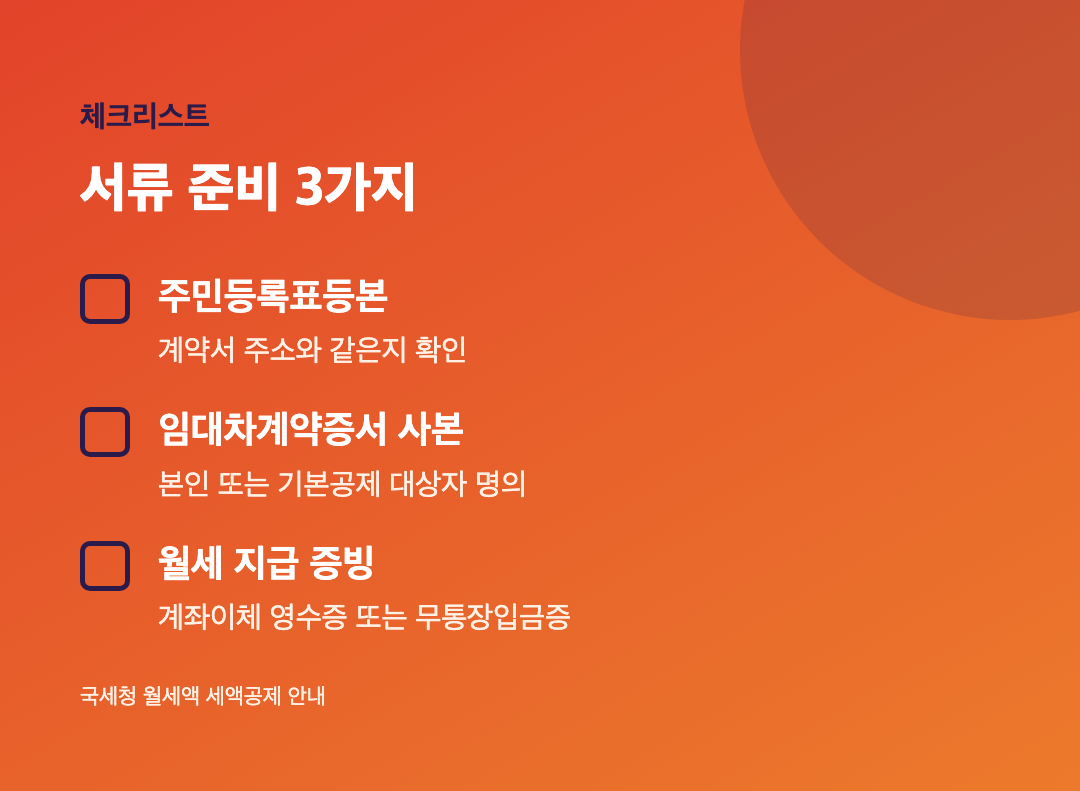 체크리스트
서류 준비 3가지
주민등록표등본
계약서 주소와 같은지 확인
임대차계약증서 사본
본인 또는 기본공제 대상자 명의
월세 지급 증빙
계좌이체 영수증 또는 무통장입금증
국세청 월세액 세액공제 안내